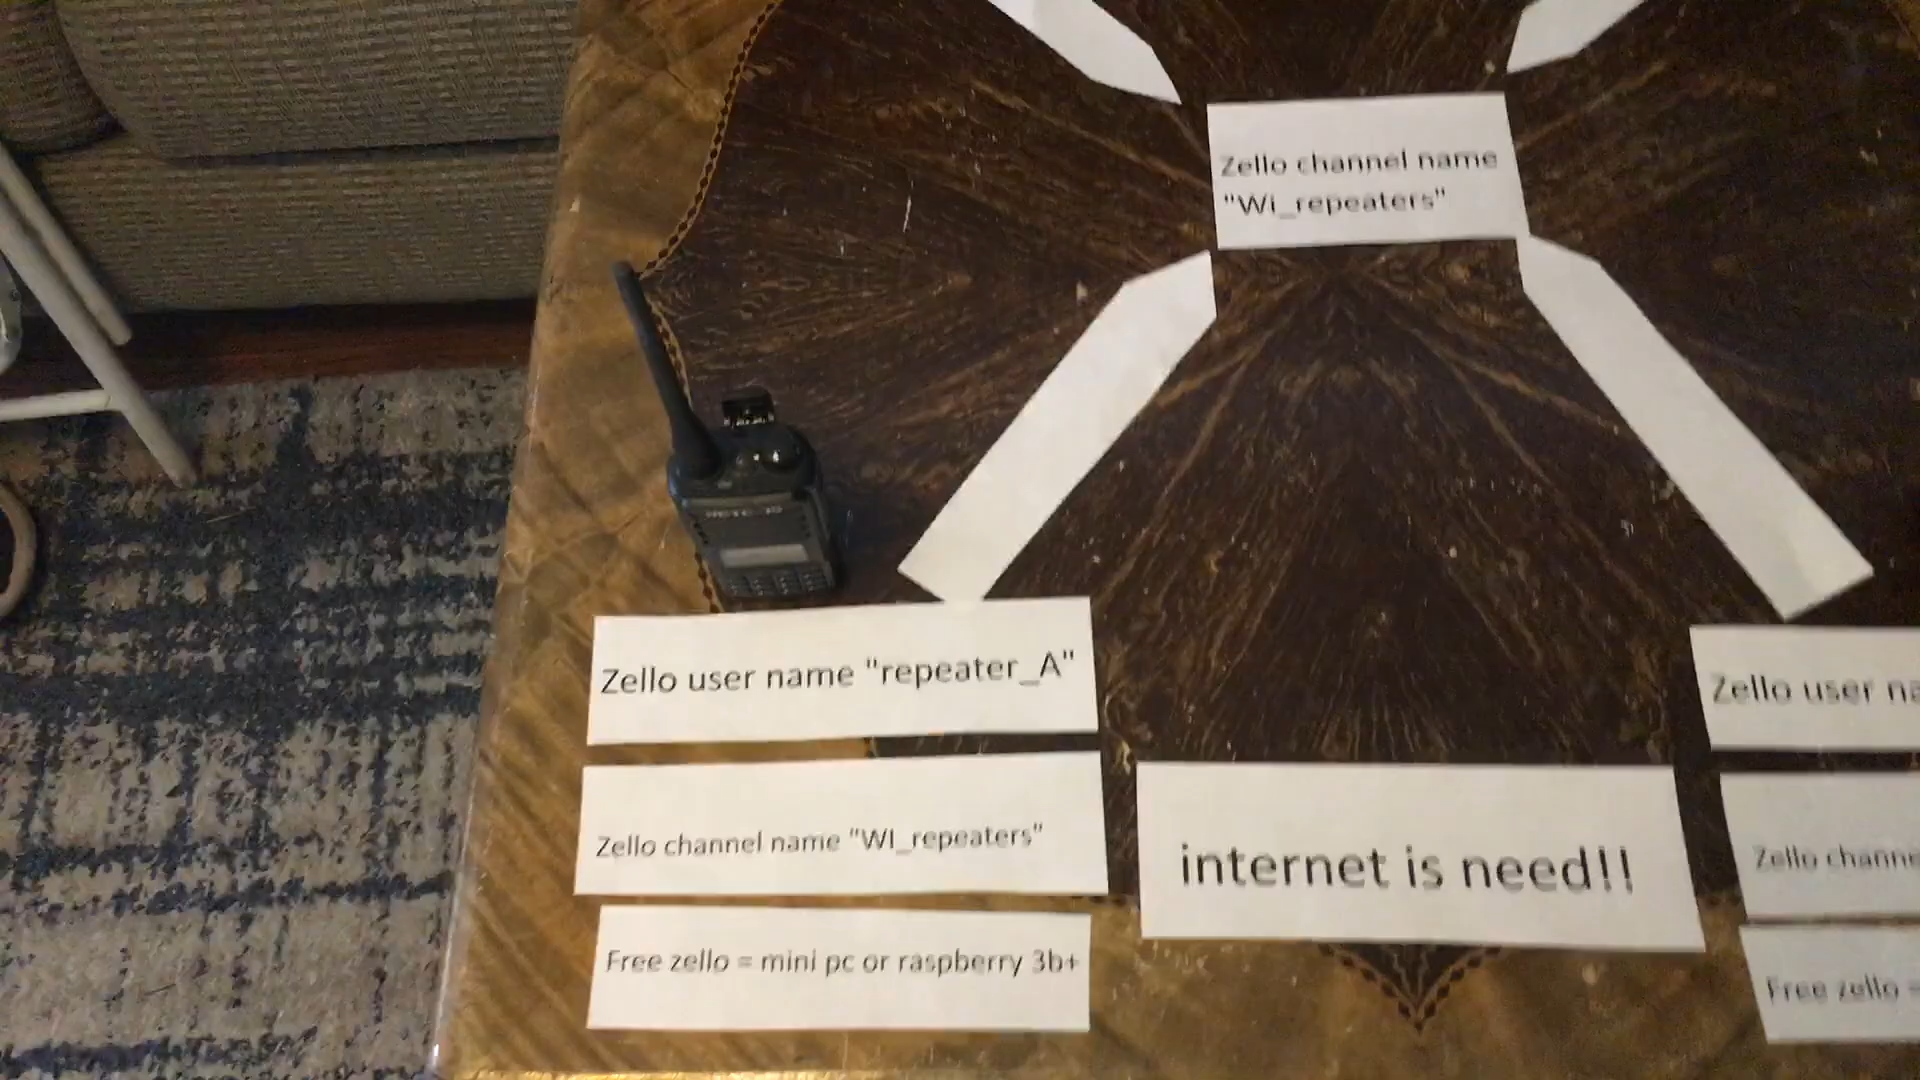 Zello channel name
"Wi_repeaters"
Zello user name "repeater_A"
Zello channel name "WI_repeaters"
Free zello = mini pc or raspberry 3b+
internet is need!!
Zello user na
Zello channe
Free zello =